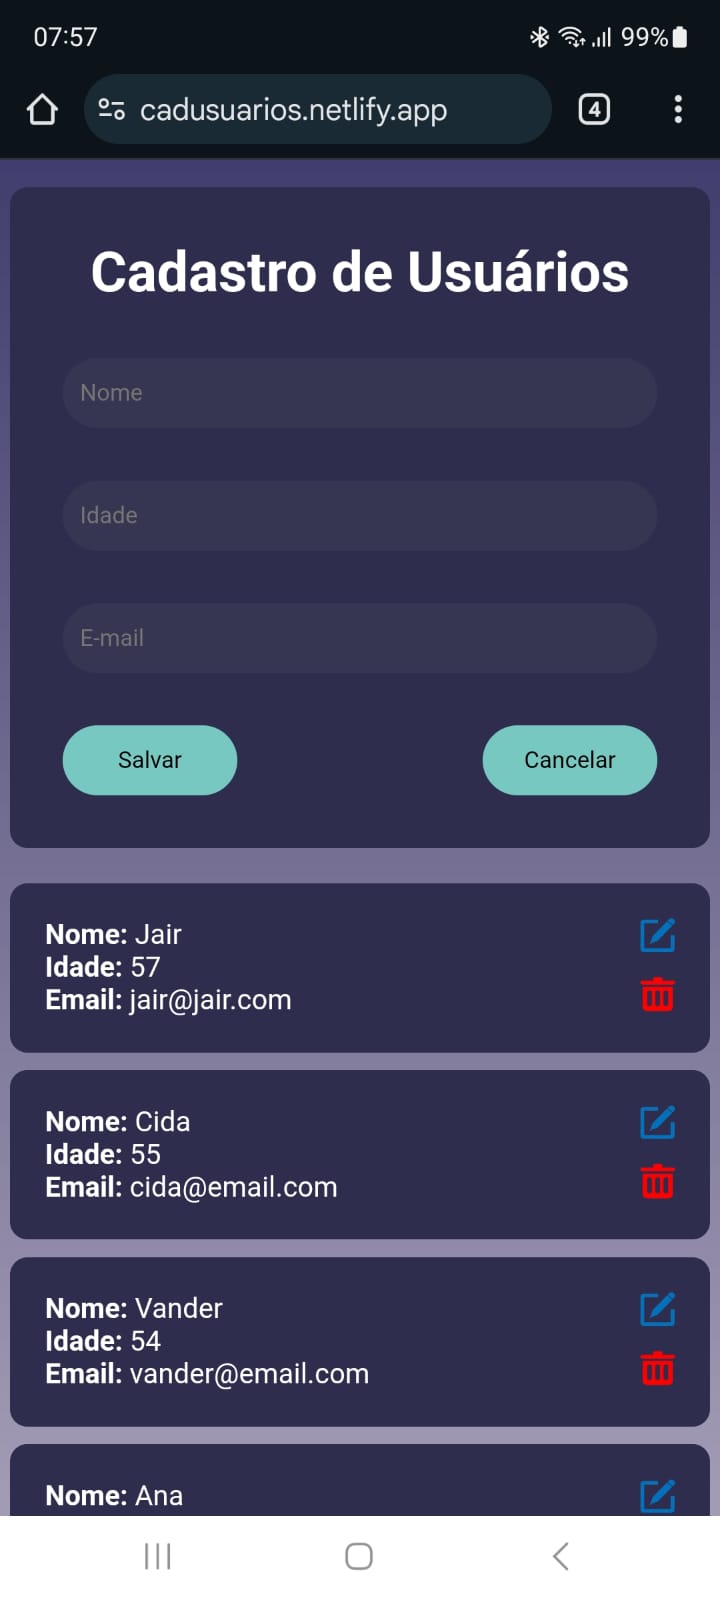 07:57
99%
cadusuarios.netlify.app
4
Cadastro de Usuários
Nome
Idade
E-mail
Salvar
Cancelar
Nome: Jair
Idade: 57
Email: jair@jair.com
Nome: Cida
Idade: 55
Email: cida@email.com
Nome: Vander
Idade: 54
Email: vander@email.com
Nome: Ana